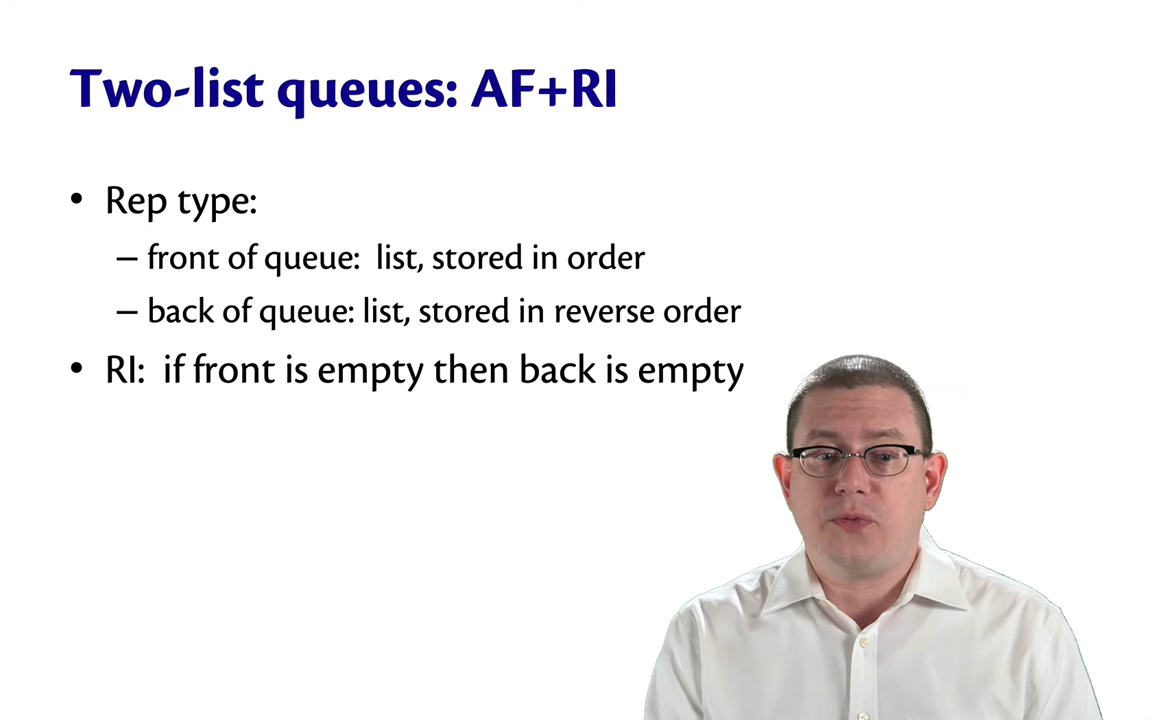 Two-list queues: AF+RI
• Rep type:
– front of queue: list, stored in order
– back of queue: list, stored in reverse order
• RI: if front is empty then back is empty